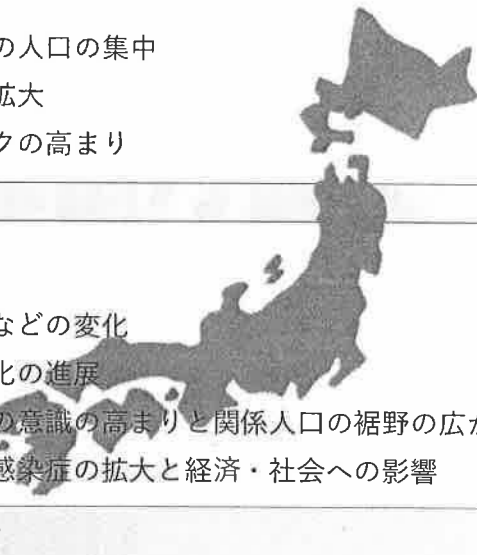 の人口の集中
拡大
クの高まり
などの変化
化の進展
の意識の高まりと関係人口の裾野の広が
感染症の拡大と経済・社会への影響